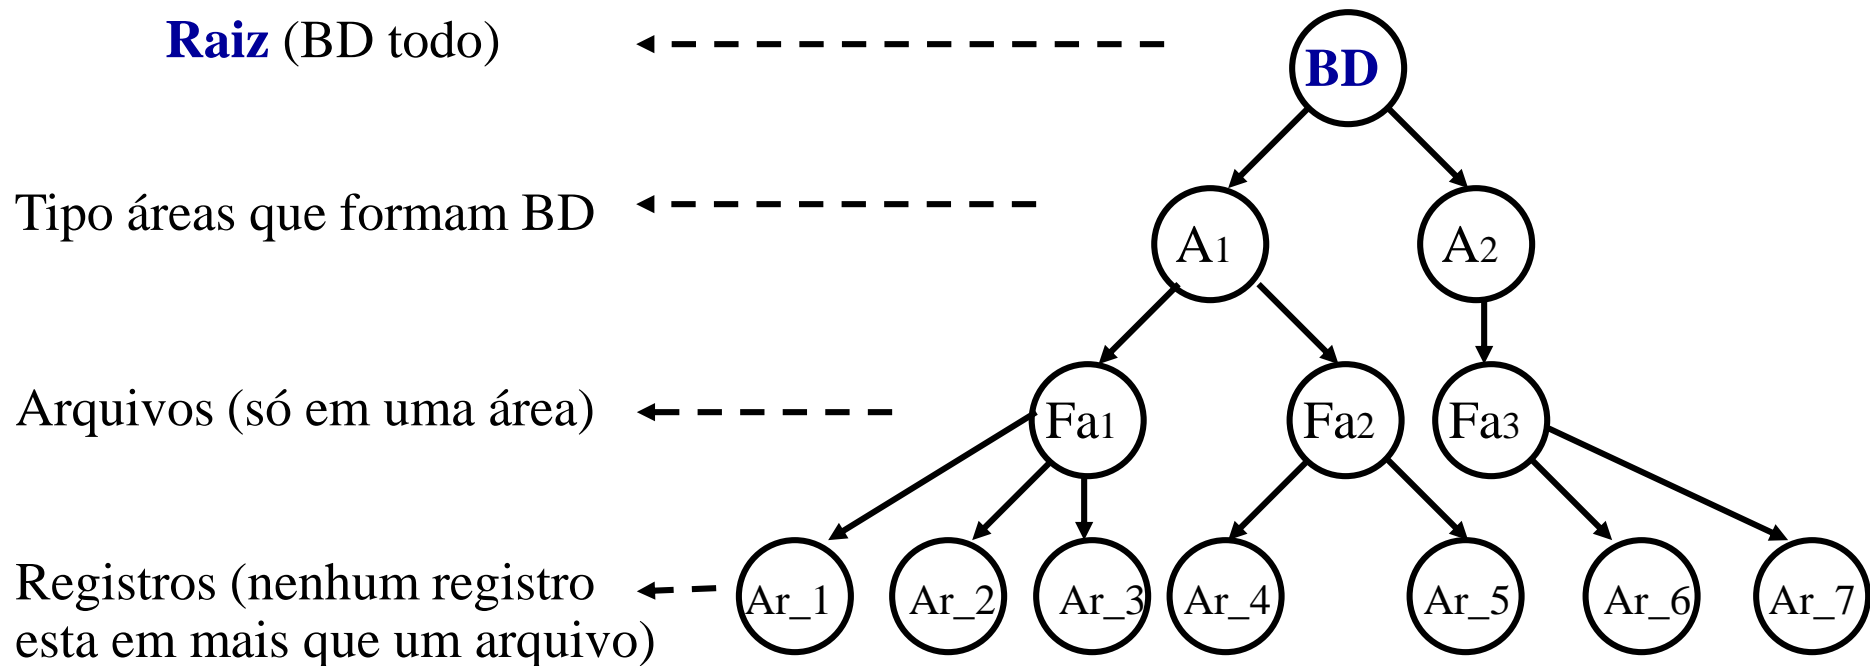 Raiz (BD todo)
BD
Tipo áreas que formam BD
A1
A2
Arquivos (só em uma área)
Fa1
Fa2
Fa3
Registros (nenhum registro
esta em mais que um arquivo)
Ar_1
Ar_2
Ar_3
Ar_4
Ar_5
Ar_6
Ar_7